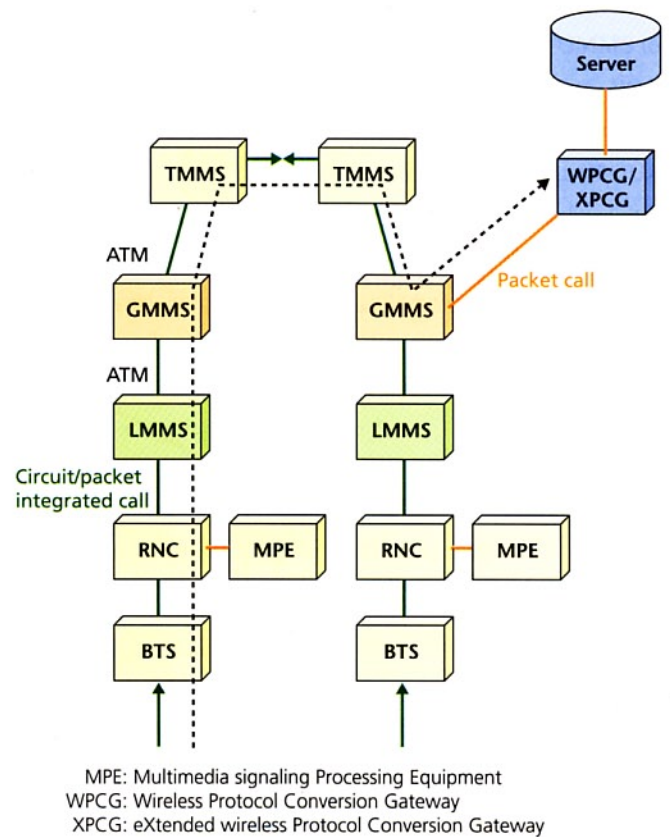 Server
TMMS
TMMS
WPCG/
XPCG
ATM
GMMS
GMMS
Packet call
ATM
LMMS
LMMS
Circuit/packet
integrated call
RNC
MPE
RNC
MPE
BTS
BTS
MPE: Multimedia signaling Processing Equipment
WPCG: Wireless Protocol Conversion Gateway
XPCG: eXtended wireless Protocol Conversion Gateway